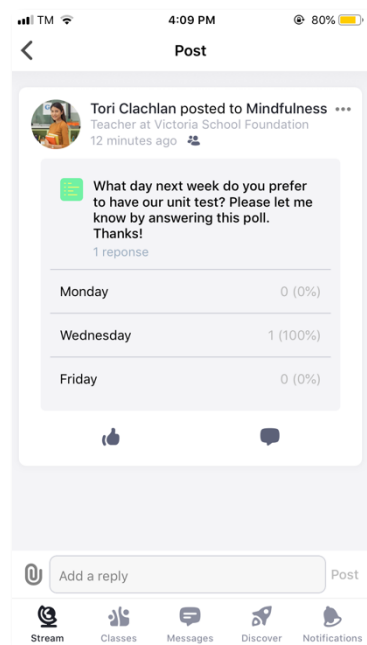 TM 4:09 PM 80%
Post
Tori Clachlan posted to Mindfulness
Teacher at Victoria School Foundation
12 minutes ago
What day next week do you prefer
to have our unit test? Please let me
know by answering this poll.
Thanks!
1 reponse
Monday 0 (0%)
Wednesday 1 (100%)
Friday 0 (0%)
Add a reply Post
Stream Classes Messages Discover Notifications